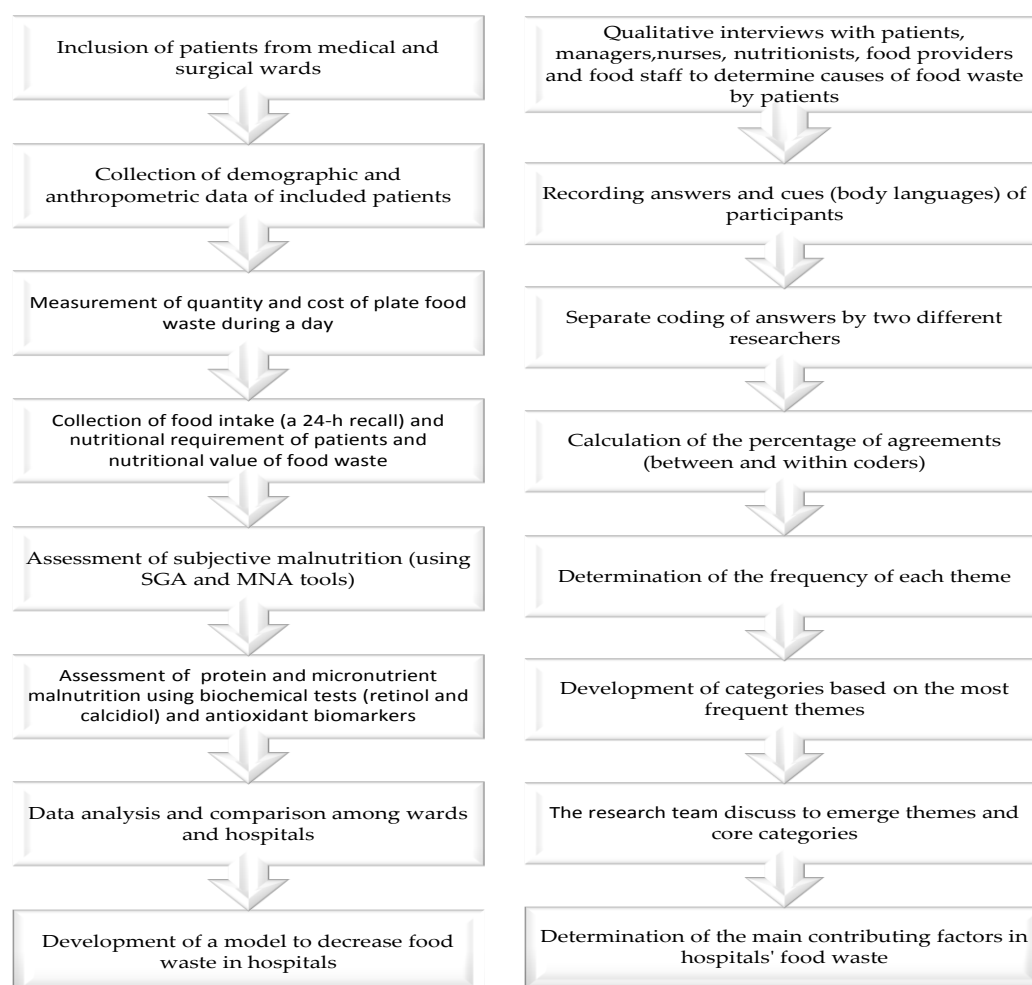 Inclusion of patients from medical and
surgical wards
Collection of demographic and
anthropometric data of included patients
Measurement of quantity and cost of plate food
waste during a day
Collection of food intake (a 24-h recall) and
nutritional requirement of patients and
nutritional value of food waste
Assessment of subjective malnutrition (using
SGA and MNA tools)
Assessment of protein and micronutrient
malnutrition using biochemical tests (retinol and
calcidiol) and antioxidant biomarkers
Data analysis and comparison among wards
and hospitals
Development of a model to decrease food
waste in hospitals
Qualitative interviews with patients,
managers,nurses, nutritionists, food providers
and food staff to determine causes of food waste
by patients
Recording answers and cues (body languages) of
participants
Separate coding of answers by two different
researchers
Calculation of the percentage of agreements
(between and within coders)
Determination of the frequency of each theme
Development of categories based on the most
frequent themes
The research team discuss to emerge themes and
core categories
Determination of the main contributing factors in
hospitals' food waste